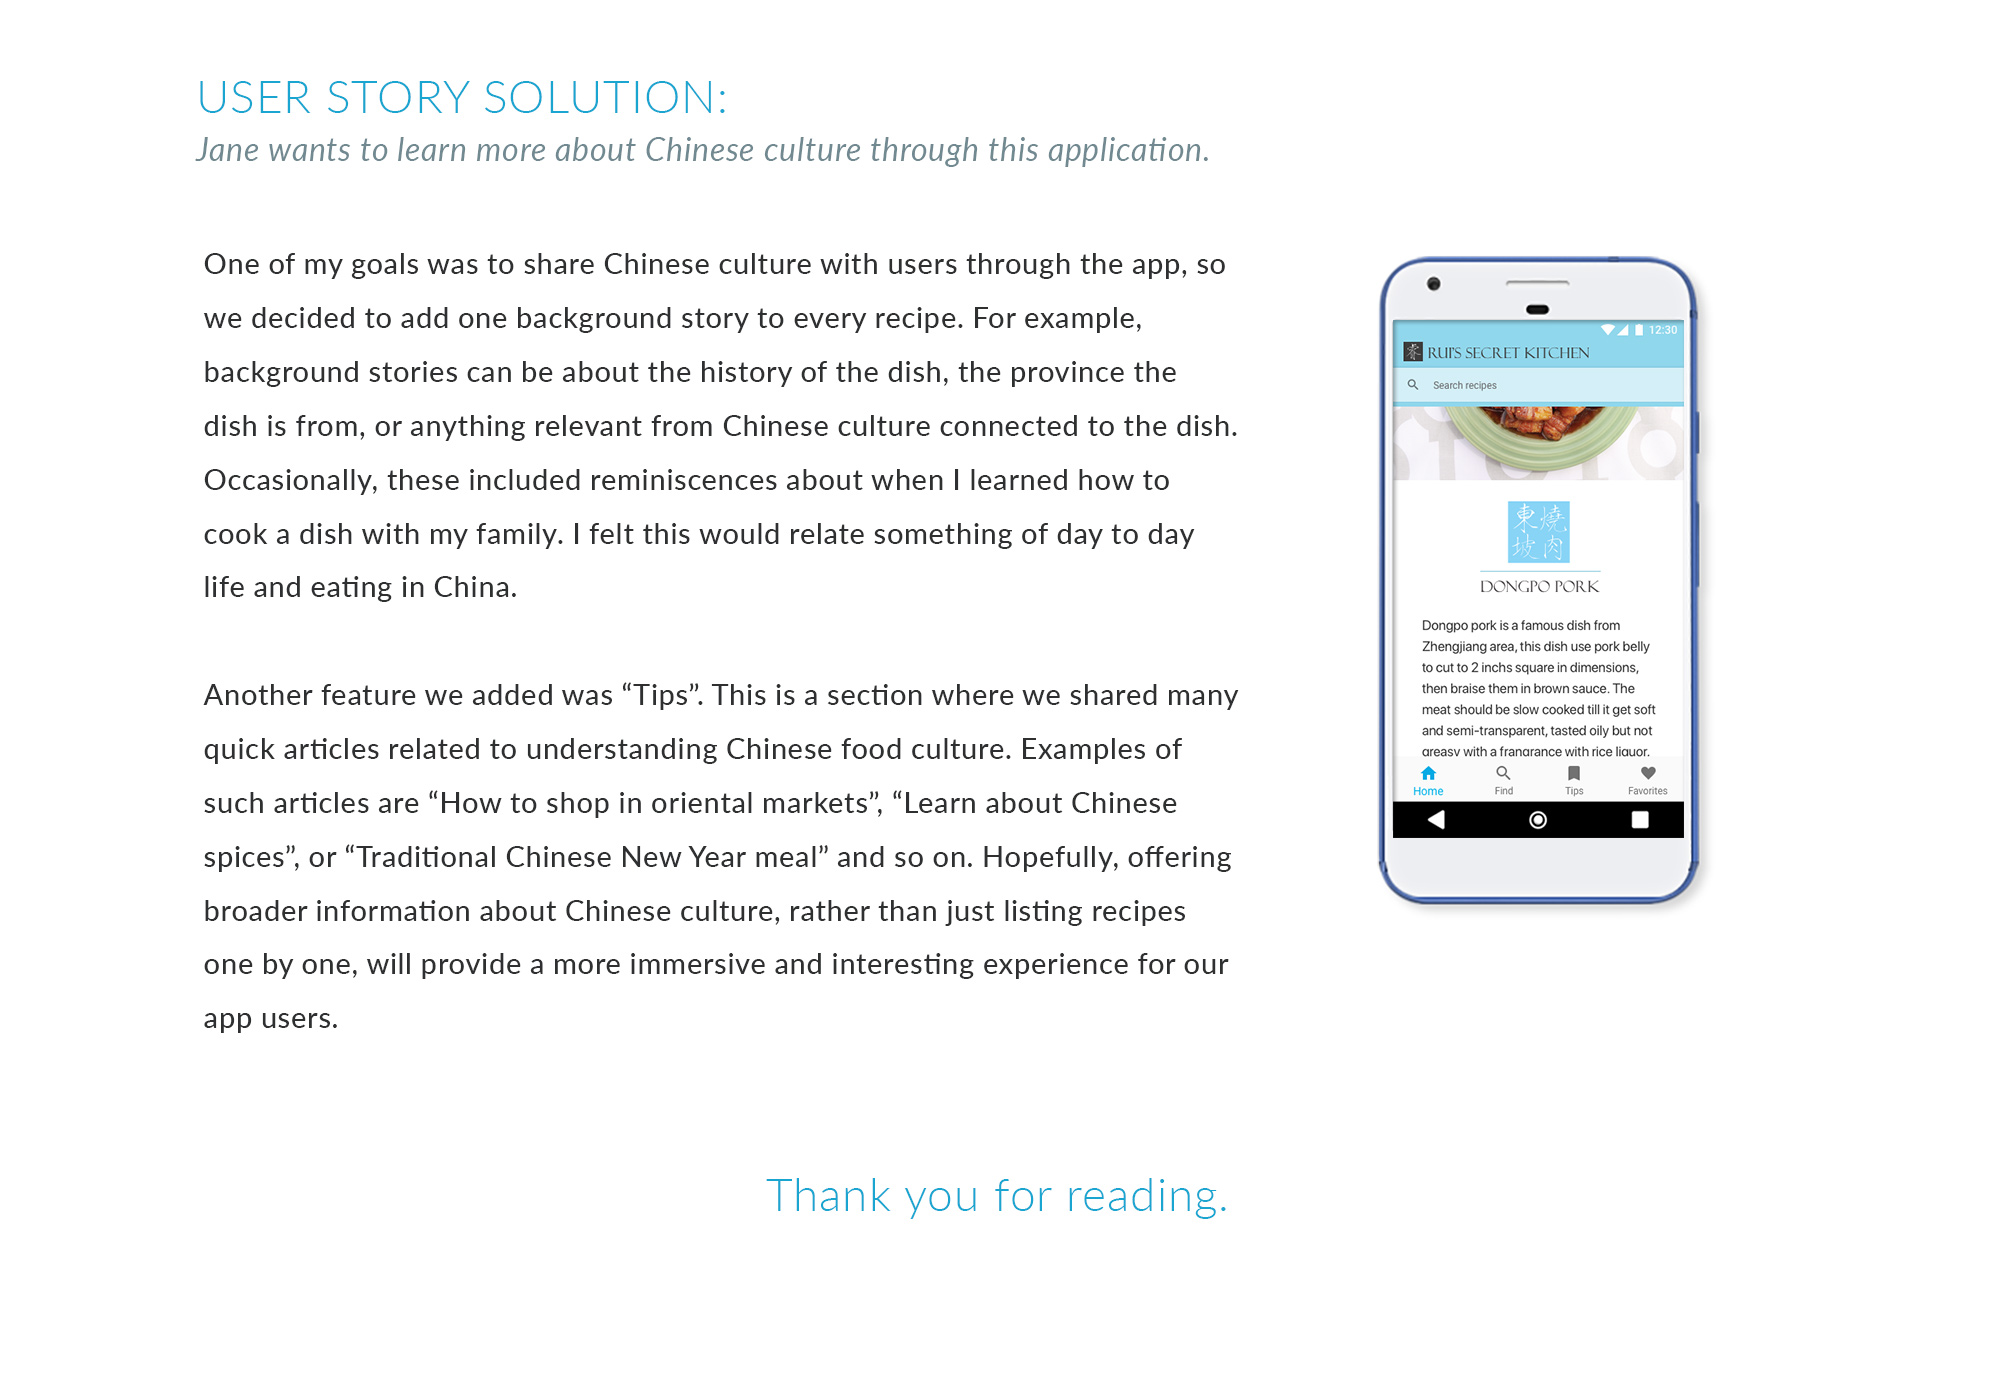 USER STORY SOLUTION:
Jane wants to learn more about Chinese culture through this application.
One of my goals was to share Chinese culture with users through the app, so
we decided to add one background story to every recipe. For example,
background stories can be about the history of the dish, the province the
dish is from, or anything relevant from Chinese culture connected to the dish.
Occasionally, these included reminiscences about when I learned how to
cook a dish with my family. I felt this would relate something of day to day
life and eating in China.
Another feature we added was “Tips”. This is a section where we shared many
quick articles related to understanding Chinese food culture. Examples of
such articles are “How to shop in oriental markets”, “Learn about Chinese
spices”, or “Traditional Chinese New Year meal” and so on. Hopefully, offering
broader information about Chinese culture, rather than just listing recipes
one by one, will provide a more immersive and interesting experience for our
app users.
12:30
RUI'S SECRET KITCHEN
Search recipes
東燒
坡肉
DONGPO PORK
Dongpo pork is a famous dish from
Zhengjiang area, this dish use pork belly
to cut to 2 inchs square in dimensions,
then braise them in brown sauce. The
meat should be slow cooked till it get soft
and semi-transparent, tasted oily but not
greasy with a frangrance with rice liquor.
Home Find Tips Favorites
Thank you for reading.